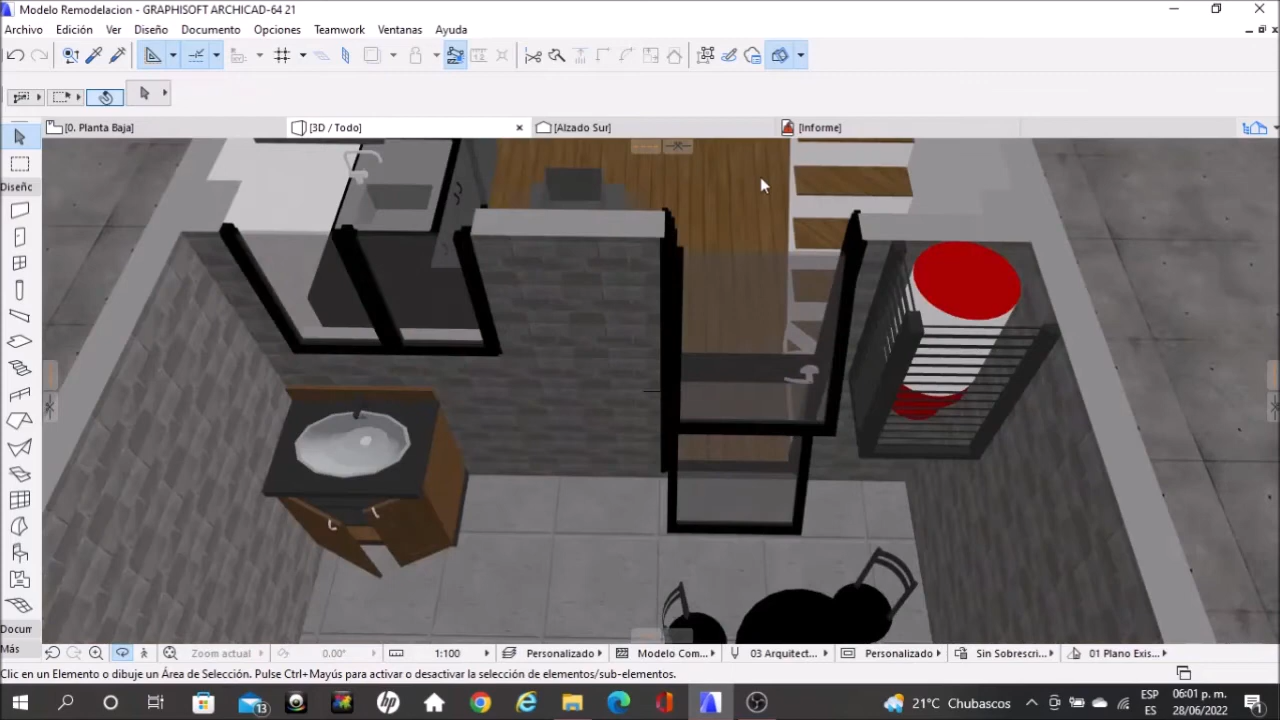 Modelo Remodelacion - GRAPHISOFT ARCHICAD-64 21
Archivo Edición Ver Diseño Documento Opciones Teamwork Ventanas Ayuda
[0. Planta Baja] [3D / Todo] [Alzado Sur] [Informe]
Diseñc
Docum
Más
Zoom actual 0.00° 1:100 Personalizado Modelo Com... 03 Arquitect... Personalizado Sin Sobrescri... 01 Plano Exis...
Clic en un Elemento o dibuje un Área de Selección. Pulse Ctrl+Mayús para activar o desactivar la selección de elementos/sub-elementos.
13 21°C Chubascos ESP ES 06:01 p. m. 28/06/2022 1